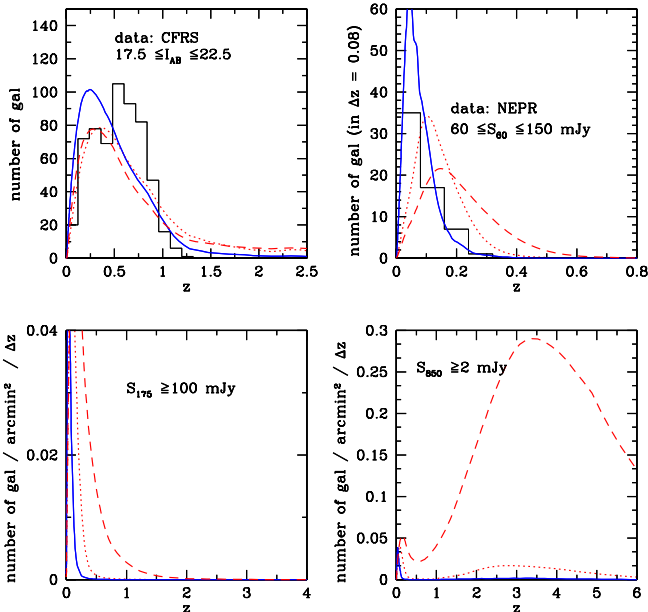 150
120
100
80
60
40
20
0
number of gal
data: CFRS
17.5 ≤I_AB ≤22.5
0 0.5 1 1.5 2 2.5
z
60
50
40
30
20
10
0
number of gal (in Δz = 0.08)
data: NEPR
60 ≤S_60 ≤150 mJy
0 0.2 0.4 0.6 0.8
z
0.04
0.02
0
number of gal / arcmin² / Δz
S_175 ≥100 mJy
0 1 2 3 4
z
0.3
0.25
0.2
0.15
0.1
0.05
0
number of gal / arcmin² / Δz
S_850 ≥2 mJy
0 1 2 3 4 5 6
z